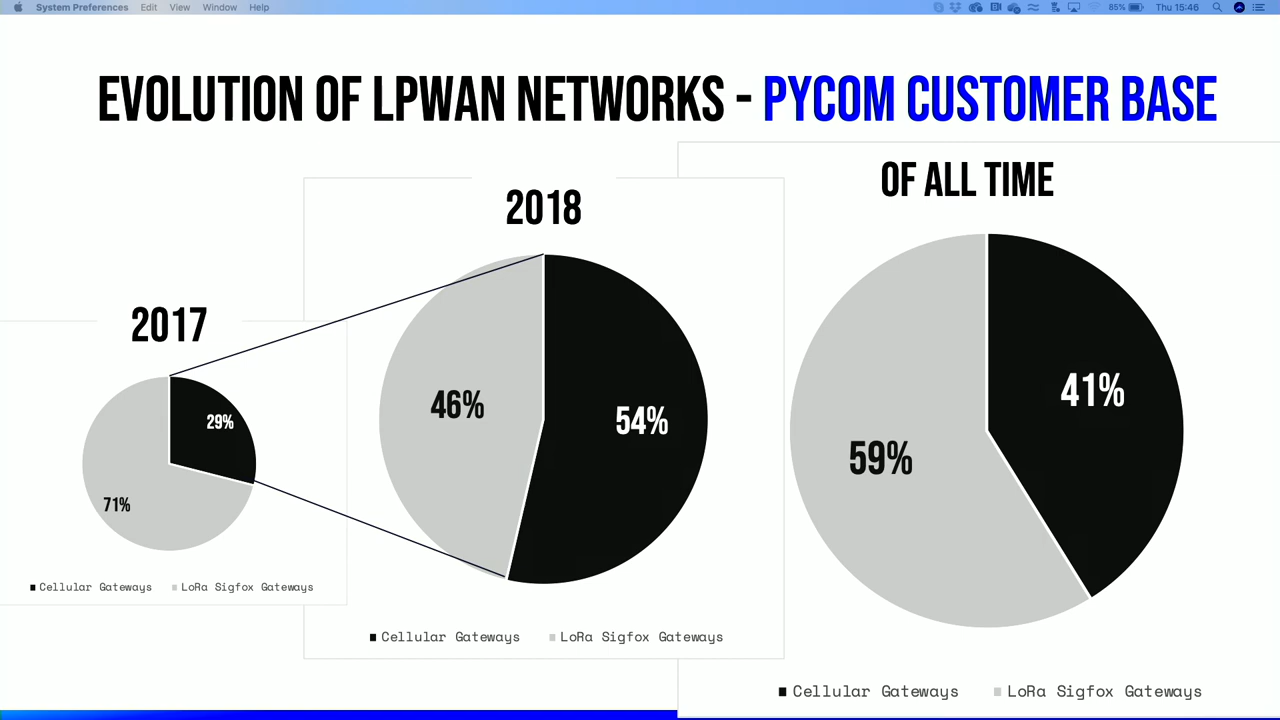 System Preferences Edit View Window Help
85% Thu 15:46
EVOLUTION OF LPWAN NETWORKS - PYCOM CUSTOMER BASE
2017
29%
71%
Cellular Gateways LoRa Sigfox Gateways
2018
46%
54%
Cellular Gateways LoRa Sigfox Gateways
OF ALL TIME
41%
59%
Cellular Gateways LoRa Sigfox Gateways